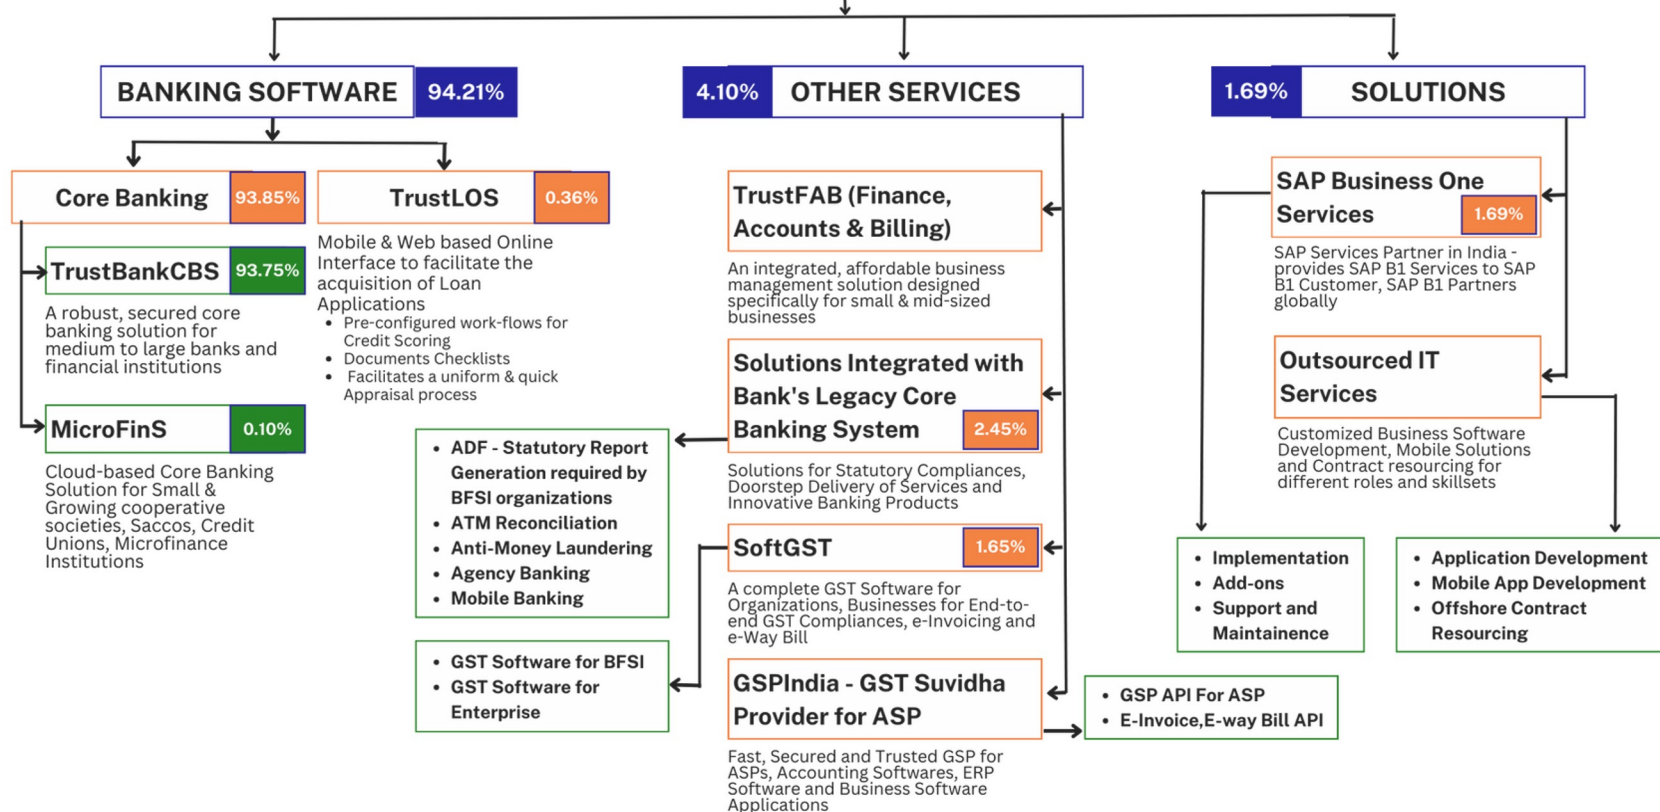 BANKING SOFTWARE
94.21%
4.10%
OTHER SERVICES
1.69%
SOLUTIONS
Core Banking
93.85%
TrustBankCBS
93.75%
A robust, secured core
banking solution for
medium to large banks and
financial institutions
MicroFinS
0.10%
Cloud-based Core Banking
Solution for Small &
Growing cooperative
societies, Saccos, Credit
Unions, Microfinance
Institutions
TrustLOS
0.36%
Mobile & Web based Online
Interface to facilitate the
acquisition of Loan
Applications
• Pre-configured work-flows for
Credit Scoring
• Documents Checklists
• Facilitates a uniform & quick
Appraisal process
TrustFAB (Finance,
Accounts & Billing)
An integrated, affordable business
management solution designed
specifically for small & mid-sized
businesses
Solutions Integrated with
Bank's Legacy Core
Banking System
2.45%
Solutions for Statutory Compliances,
Doorstep Delivery of Services and
Innovative Banking Products
• ADF - Statutory Report
Generation required by
BFSI organizations
• ATM Reconciliation
• Anti-Money Laundering
• Agency Banking
• Mobile Banking
SoftGST
1.65%
A complete GST Software for
Organizations, Businesses for End-to-
end GST Compliances, e-Invoicing and
e-Way Bill
• GST Software for BFSI
• GST Software for
Enterprise
GSPIndia - GST Suvidha
Provider for ASP
Fast, Secured and Trusted GSP for
ASPs, Accounting Softwares, ERP
Software and Business Software
Applications
• GSP API For ASP
• E-Invoice,E-way Bill API
SAP Business One
Services
1.69%
SAP Services Partner in India -
provides SAP B1 Services to SAP
B1 Customer, SAP B1 Partners
globally
Outsourced IT
Services
Customized Business Software
Development, Mobile Solutions
and Contract resourcing for
different roles and skillsets
• Implementation
• Add-ons
• Support and
Maintainence
• Application Development
• Mobile App Development
• Offshore Contract
Resourcing